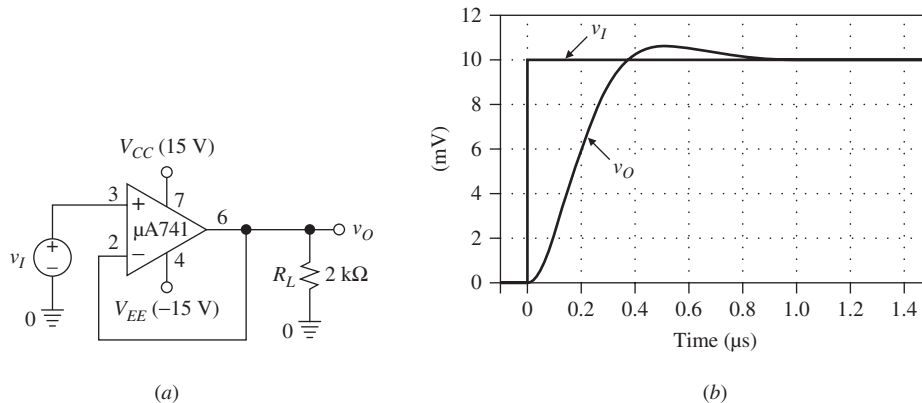 V_CC (15 V)
3
+
7
μA741
6
v_O
2
−
4
v_I
+
−
R_L
2 kΩ
0
V_EE (−15 V)
0
(a)
12
10
8
6
4
2
0
(mV)
v_I
v_O
0
0.2
0.4
0.6
0.8
1.0
1.2
1.4
Time (μs)
(b)